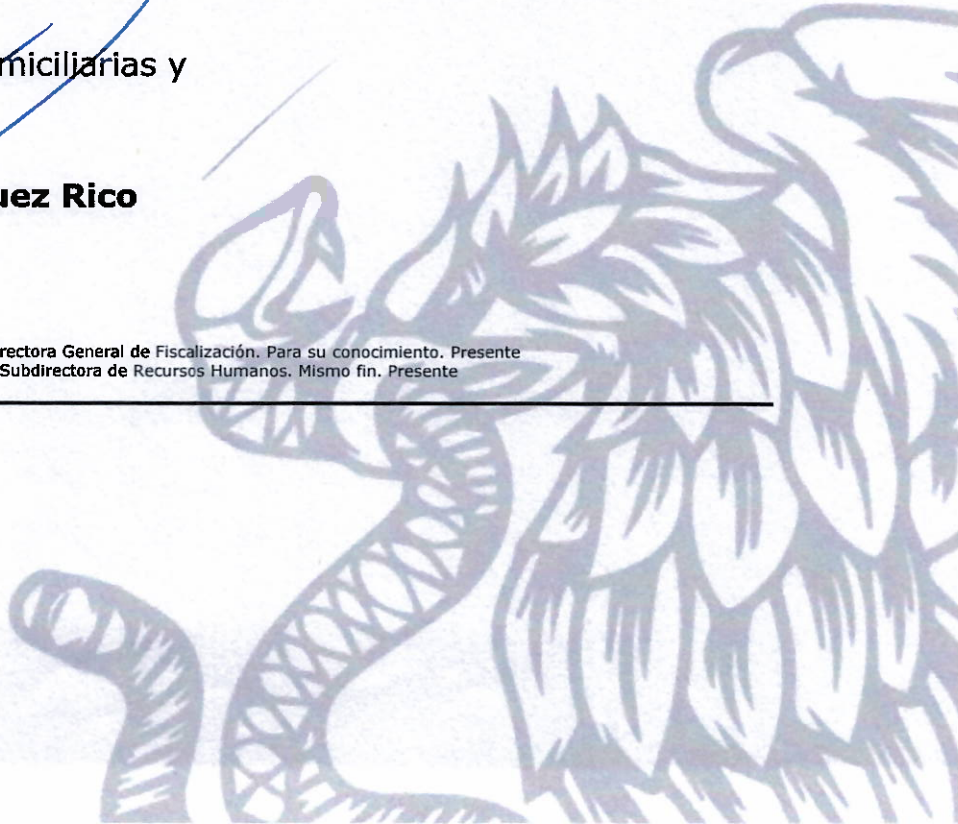 miciliarias y
uez Rico
rectora General de Fiscalización. Para su conocimiento. Presente
Subdirectora de Recursos Humanos. Mismo fin. Presente